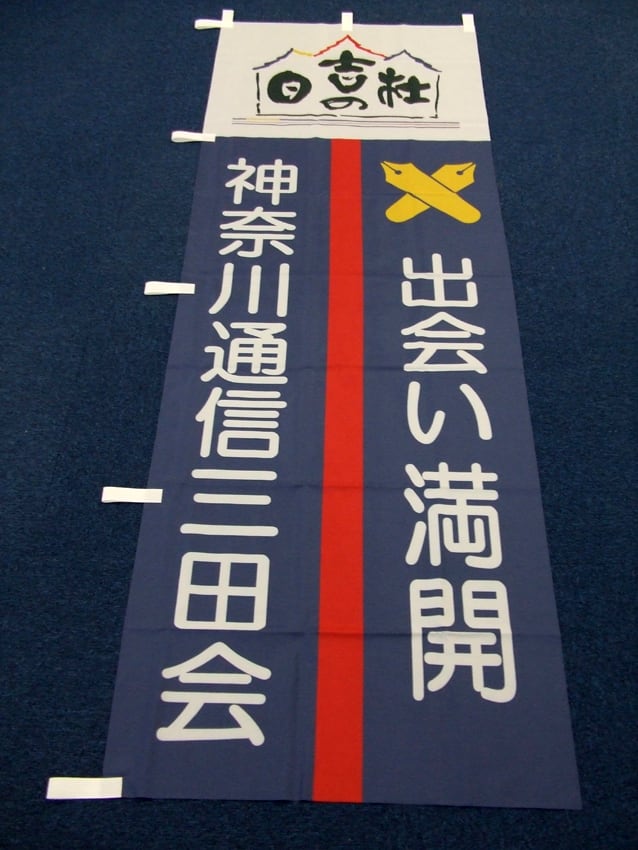 日吉の杜
出会い満開
神奈川通信三田会